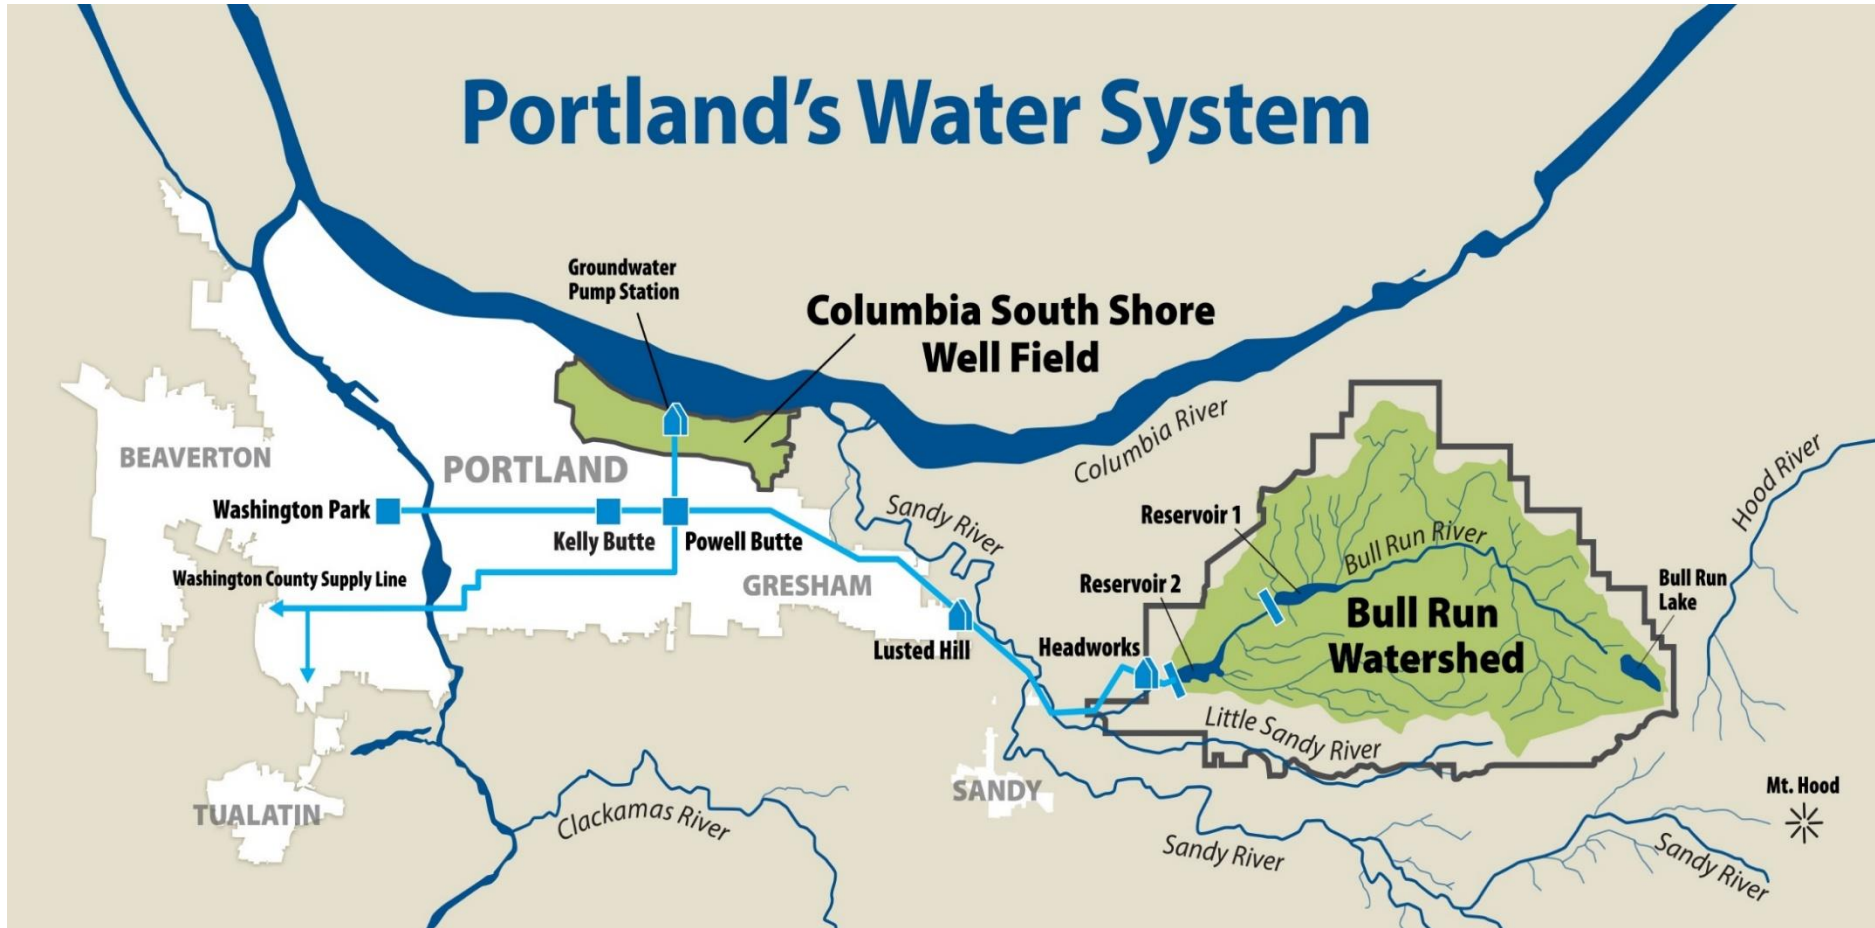 Portland's Water System
Groundwater
Pump Station
Columbia South Shore
Well Field
Columbia River
Hood River
BEAVERTON
PORTLAND
Washington Park
Kelly Butte
Powell Butte
Sandy River
Reservoir 1
Bull Run River
Washington County Supply Line
GRESHAM
Reservoir 2
Bull Run
Lake
Bull Run
Watershed
Lusted Hill
Headworks
Little Sandy River
SANDY
Mt. Hood
TUALATIN
Clackamas River
Sandy River
Sandy River